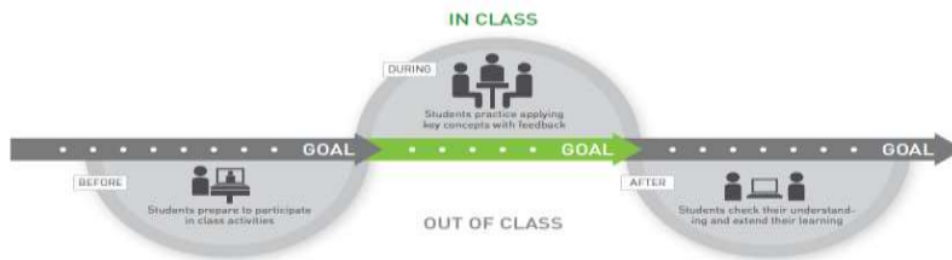 IN CLASS
DURING
Students practice applying
key concepts with feedback
GOAL
GOAL
GOAL
BEFORE
Students prepare to participate
in class activities
AFTER
Students check their understand-
ing and extend their learning
OUT OF CLASS